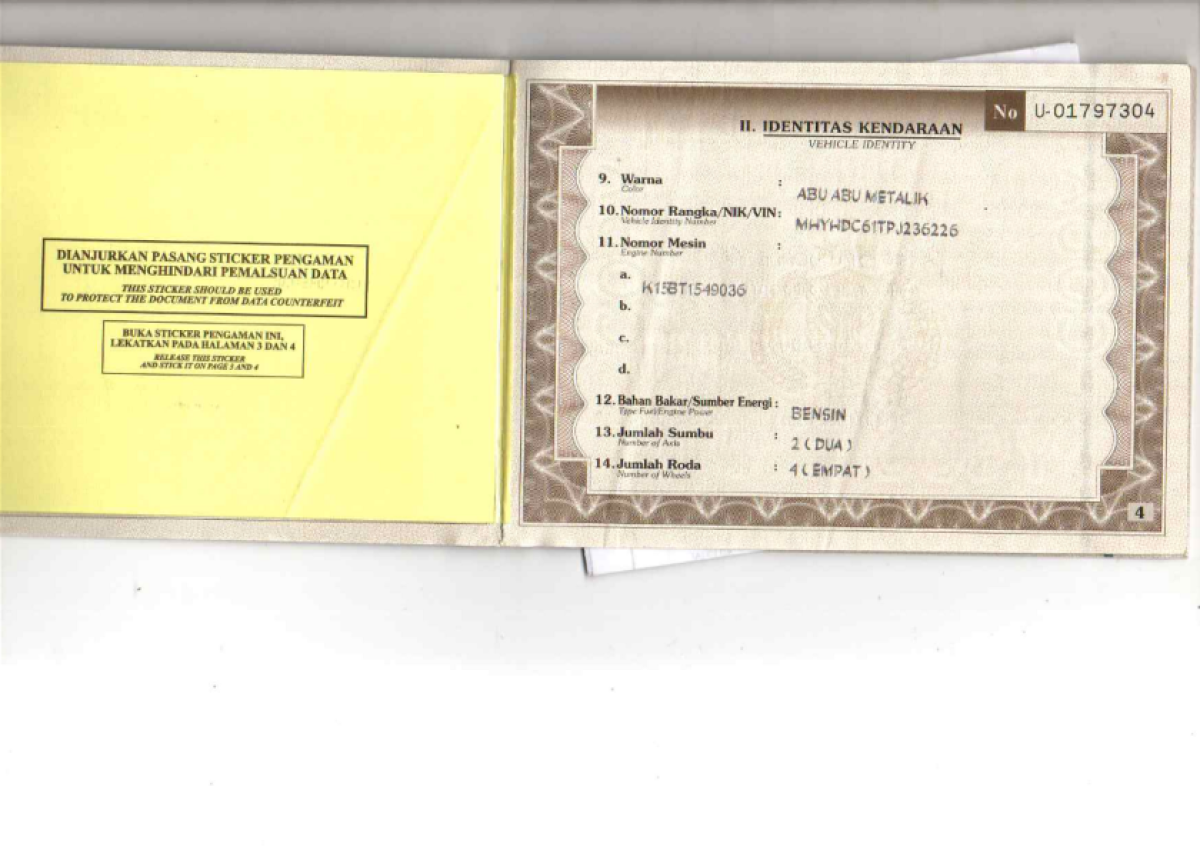 DIANJURKAN PASANG STICKER PENGAMAN
UNTUK MENGHINDARI PEMALSUAN DATA
THIS STICKER SHOULD BE USED
TO PROTECT THE DOCUMENT FROM DATA COUNTERFEIT
BUKA STICKER PENGAMAN INI,
LEKATKAN PADA HALAMAN 3 DAN 4
RELEASE THIS STICKER
AND STICK IT ON PAGE 3 AND 4
No U-01797304
II. IDENTITAS KENDARAAN
VEHICLE IDENTITY
9. Warna : ABU ABU METALIK
Color
10. Nomor Rangka/NIK/VIN: MHYHDC61TPJ236226
Vehicle Identity Number
11. Nomor Mesin :
Engine Number
a. K15BT1549036
b.
c.
d.
12. Bahan Bakar/Sumber Energi : BENSIN
Type Fuel/Engine Power
13. Jumlah Sumbu : 2 ( DUA )
Number of Axis
14. Jumlah Roda : 4 ( EMPAT )
Number of Wheels
4